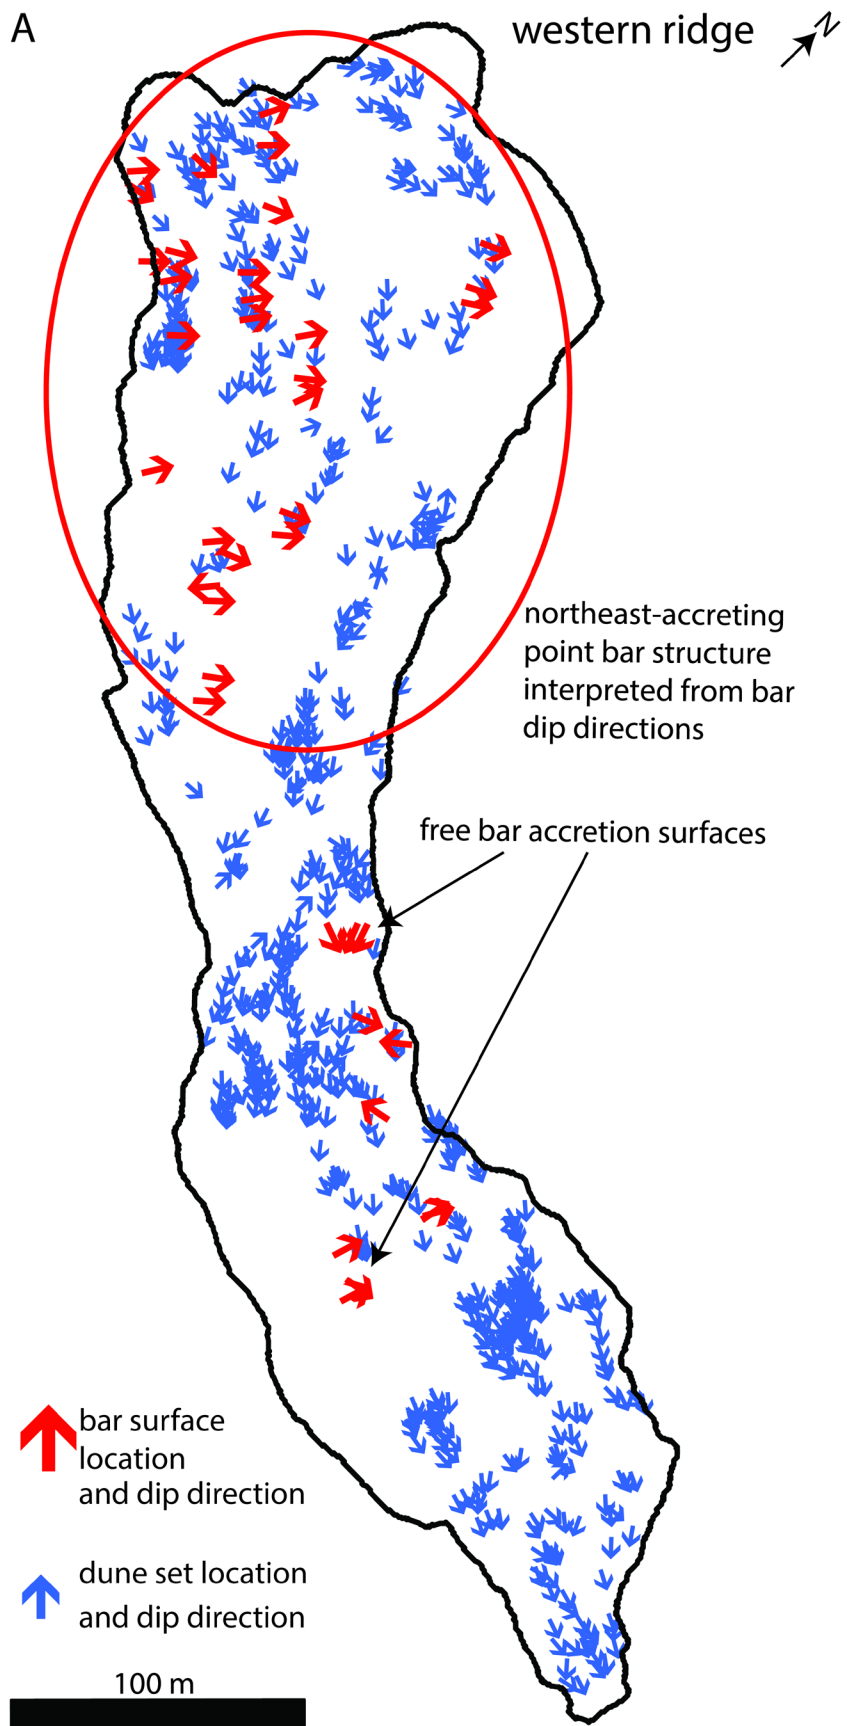 A
western ridge
N
northeast-accreting
point bar structure
interpreted from bar
dip directions
free bar accretion surfaces
bar surface
location
and dip direction
dune set location
and dip direction
100 m